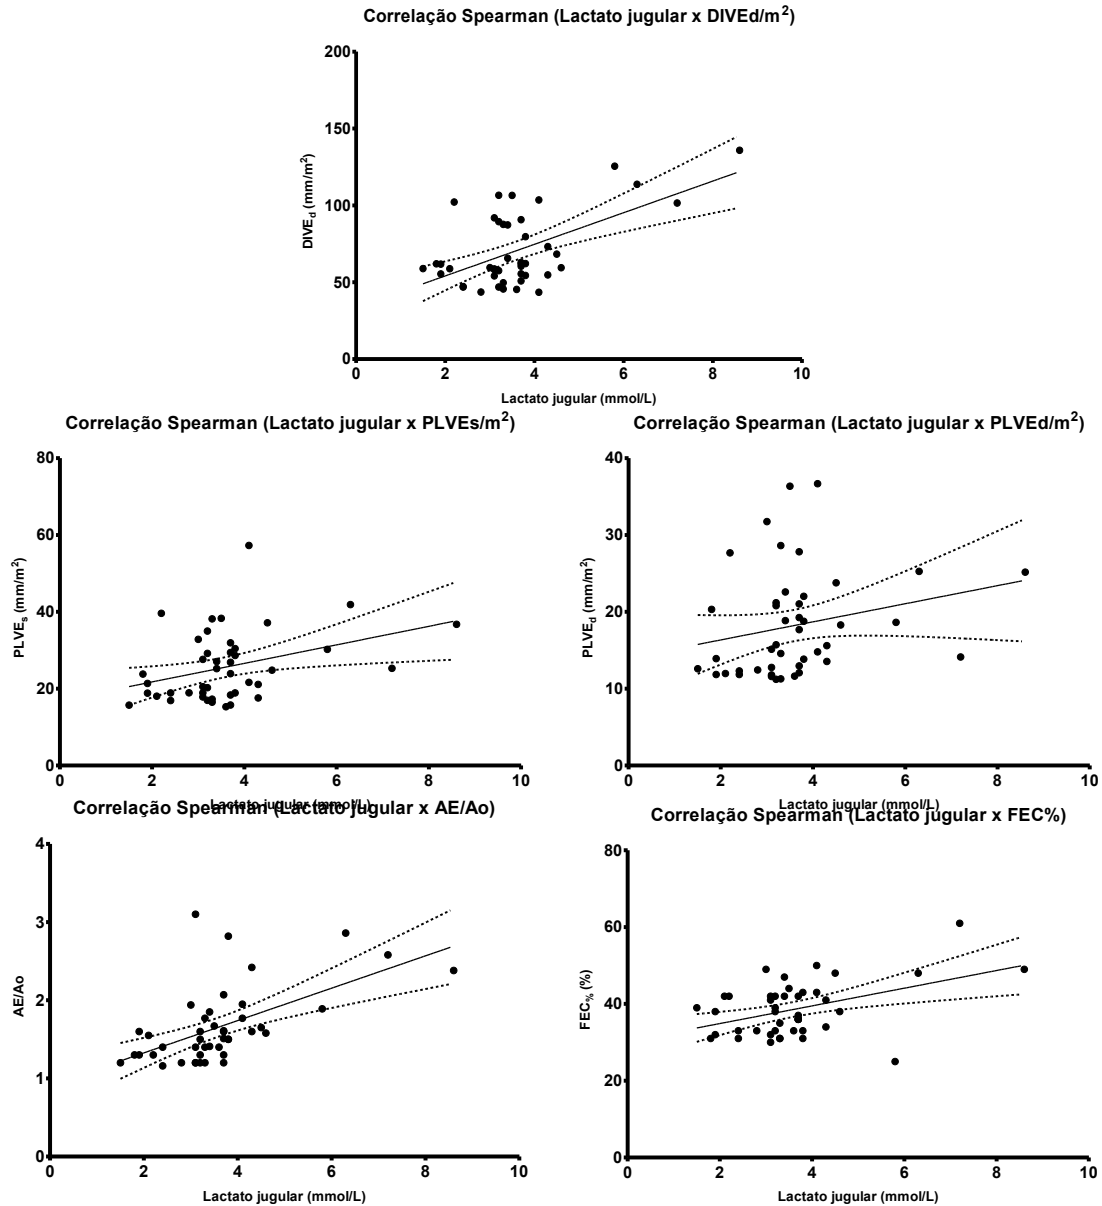 Correlação Spearman (Lactato jugular x DIVEd/m²)
200
150
100
50
0
DIVEd (mm/m²)
0 2 4 6 8 10
Lactato jugular (mmol/L)
Correlação Spearman (Lactato jugular x PLVEs/m²)
80
60
40
20
0
PLVEs (mm/m²)
0 2 4 6 8 10
Lactato jugular (mmol/L)
Correlação Spearman (Lactato jugular x PLVEd/m²)
40
30
20
10
0
PLVEd (mm/m²)
0 2 4 6 8 10
Lactato jugular (mmol/L)
Correlação Spearman (Lactato jugular x AE/Ao)
4
3
2
1
0
AE/Ao
0 2 4 6 8 10
Lactato jugular (mmol/L)
Correlação Spearman (Lactato jugular x FEC%)
80
60
40
20
0
FEC% (%)
0 2 4 6 8 10
Lactato jugular (mmol/L)